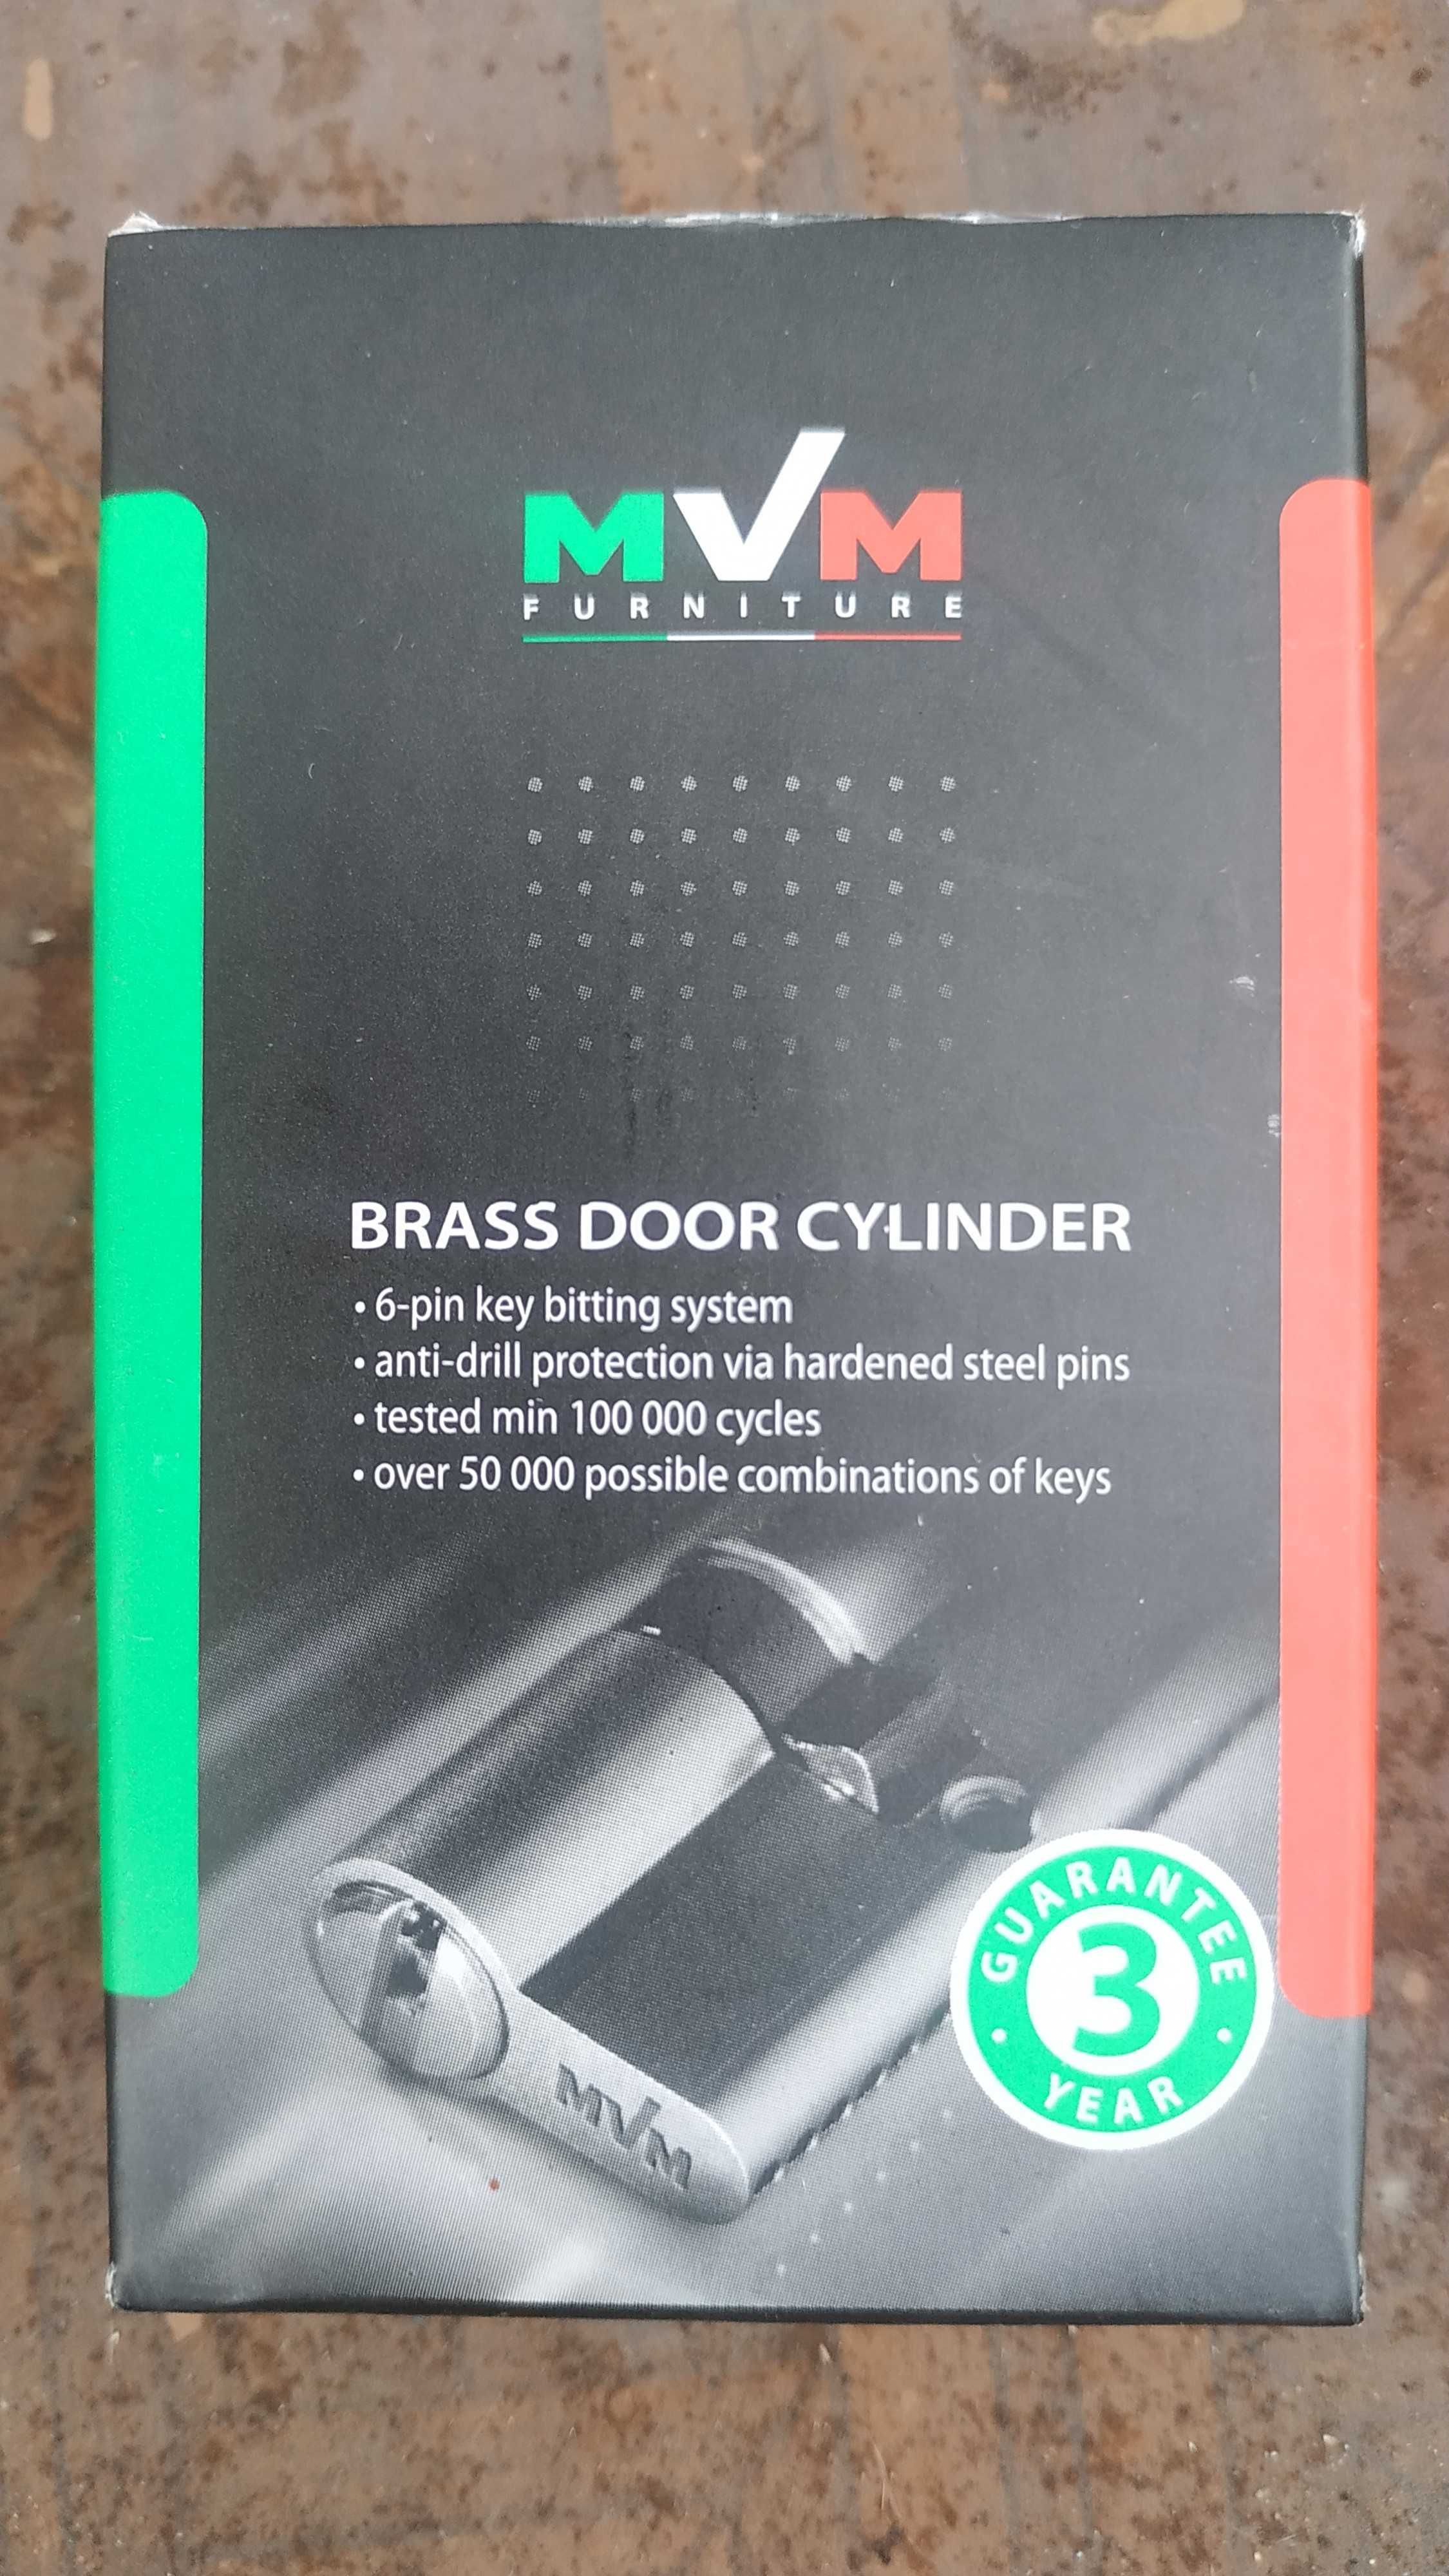 MVM
FURNITURE
BRASS DOOR CYLINDER
• 6-pin key bitting system
• anti-drill protection via hardened steel pins
• tested min 100 000 cycles
• over 50 000 possible combinations of keys
MVM
GUARANTEE
3
YEAR